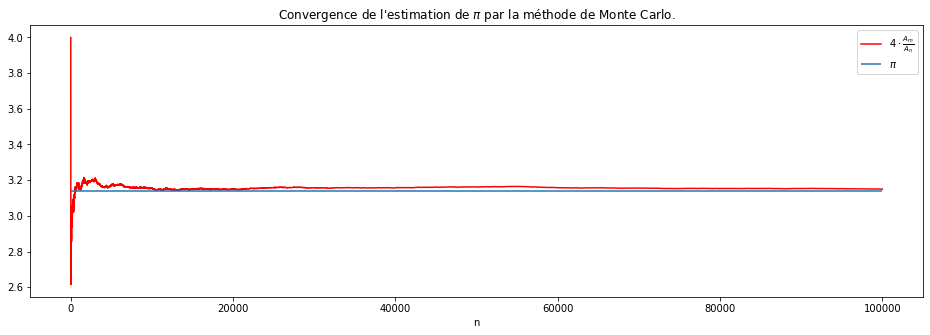 Convergence de l'estimation de π par la méthode de Monte Carlo.
4.0
3.8
3.6
3.4
3.2
3.0
2.8
2.6
4 · A_m/A_n
π
0 20000 40000 60000 80000 100000
n